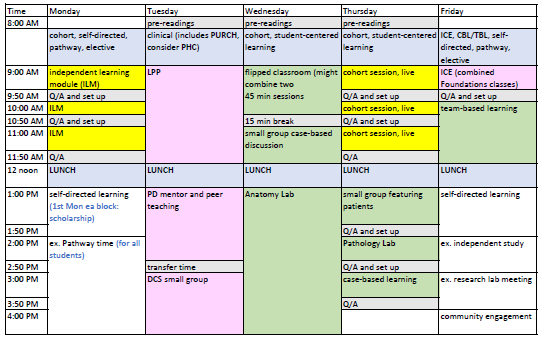 Time Monday Tuesday Wednesday Thursday Friday
8:00 AM pre-readings pre-readings pre-readings
cohort, self-directed, clinical (includes PURCH, cohort, student-centered cohort, student-centered ICE, CBL/TBL, self-
pathway, consider PHC) learning learning directed, pathway,
elective elective
9:00 AM independent learning LPP flipped classroom (might cohort session, live ICE (combined
module (ILM) combine two Foundations classes)
9:50 AM Q/A and set up 45 min sessions Q/A and set up Q/A and set up
10:00 AM ILM cohort session, live team-based learning
10:50 AM Q/A and set up 15 min break Q/A and set up
11:00 AM ILM small group case-based cohort session, live
discussion
11:50 AM Q/A Q/A
12 noon LUNCH LUNCH LUNCH LUNCH LUNCH
1:00 PM self-directed learning PD mentor and peer Anatomy Lab small group featuring self-directed learning
(1st Mon ea block: teaching patients
scholarship)
1:50 PM Q/A and set up
2:00 PM ex. Pathway time (for all Pathology Lab ex. independent study
students)
2:50 PM transfer time Q/A and set up
3:00 PM DCS small group case-based learning ex. research lab meeting
3:50 PM Q/A
4:00 PM community engagement